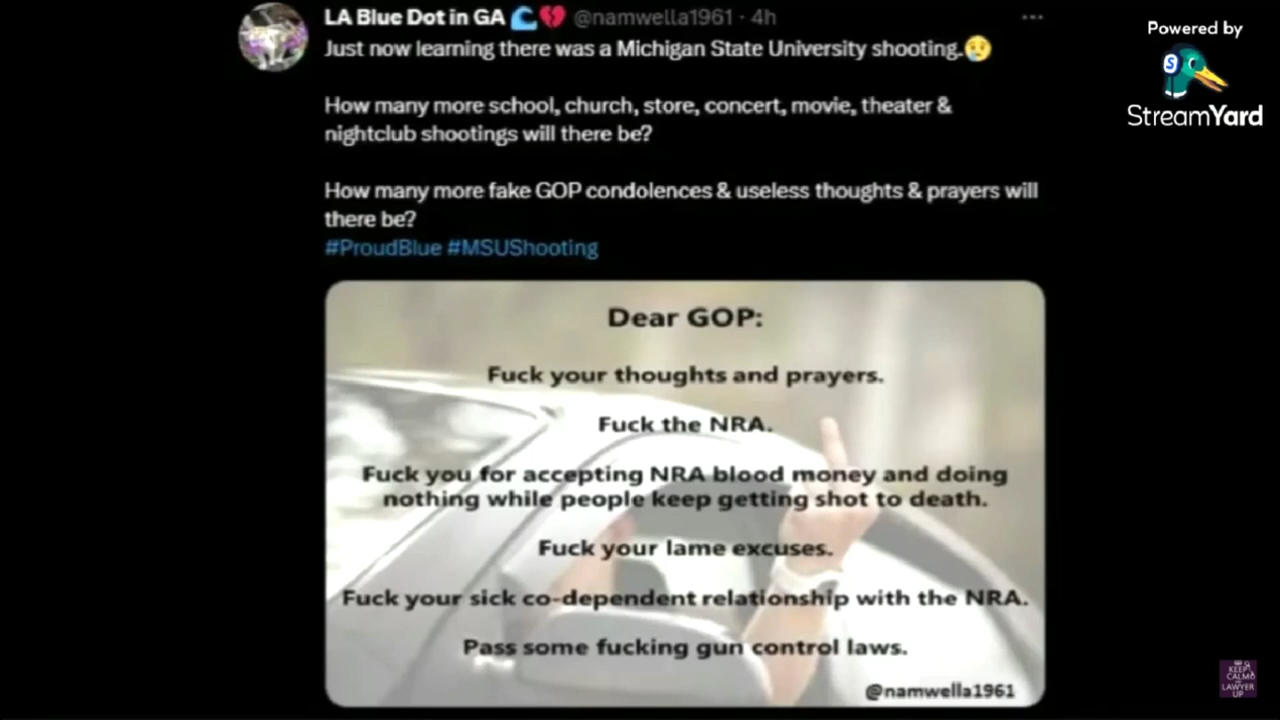 LA Blue Dot in GA 🌊💔 @namwella1961 · 4h
Just now learning there was a Michigan State University shooting.😢
How many more school, church, store, concert, movie, theater &
nightclub shootings will there be?
How many more fake GOP condolences & useless thoughts & prayers will
there be?
#ProudBlue #MSUShooting
Dear GOP:
Fuck your thoughts and prayers.
Fuck the NRA.
Fuck you for accepting NRA blood money and doing
nothing while people keep getting shot to death.
Fuck your lame excuses.
Fuck your sick co-dependent relationship with the NRA.
Pass some fucking gun control laws.
@namwella1961
Powered by
S
StreamYard
KEEP
CALM
LAWYER
UP